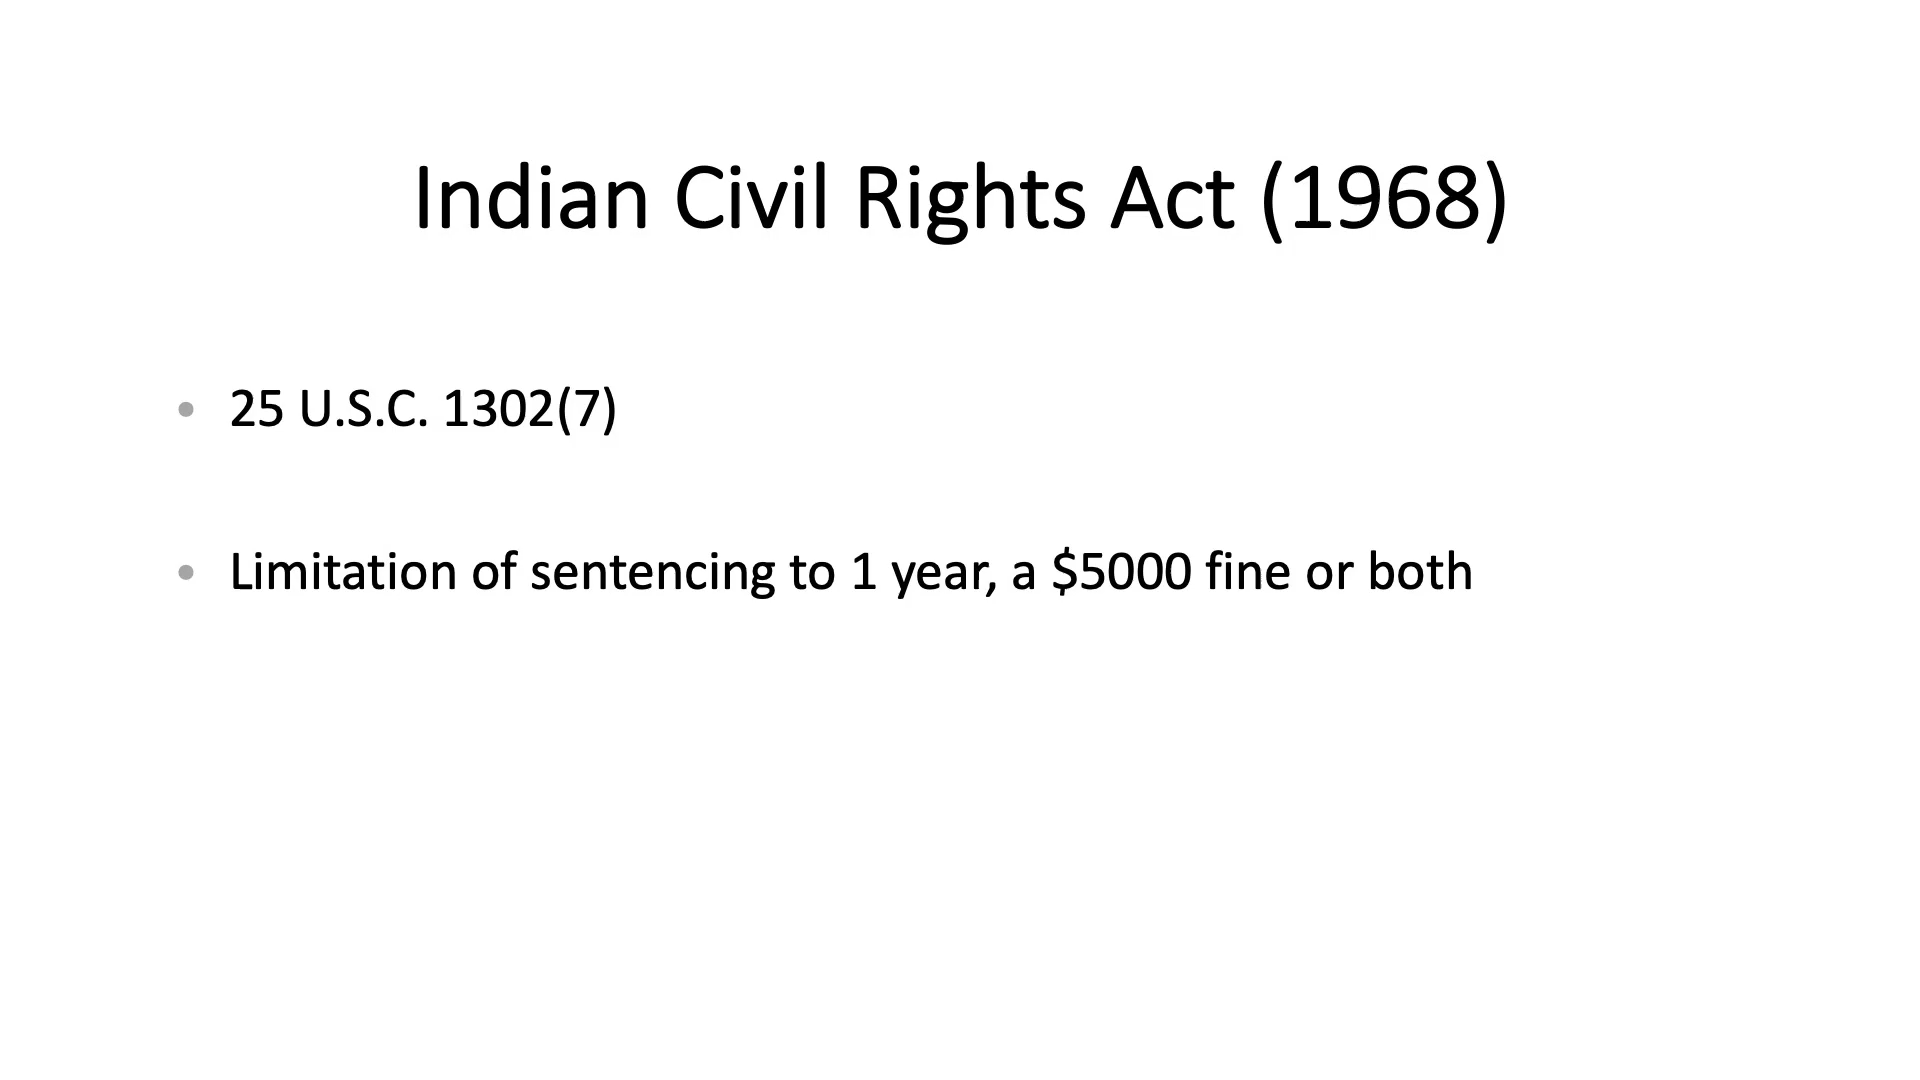 Indian Civil Rights Act (1968)
• 25 U.S.C. 1302(7)
• Limitation of sentencing to 1 year, a $5000 fine or both